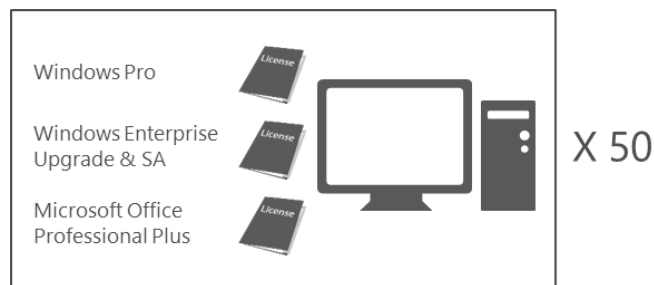 Windows Pro
License
Windows Enterprise
Upgrade & SA
License
Microsoft Office
Professional Plus
License
X 50